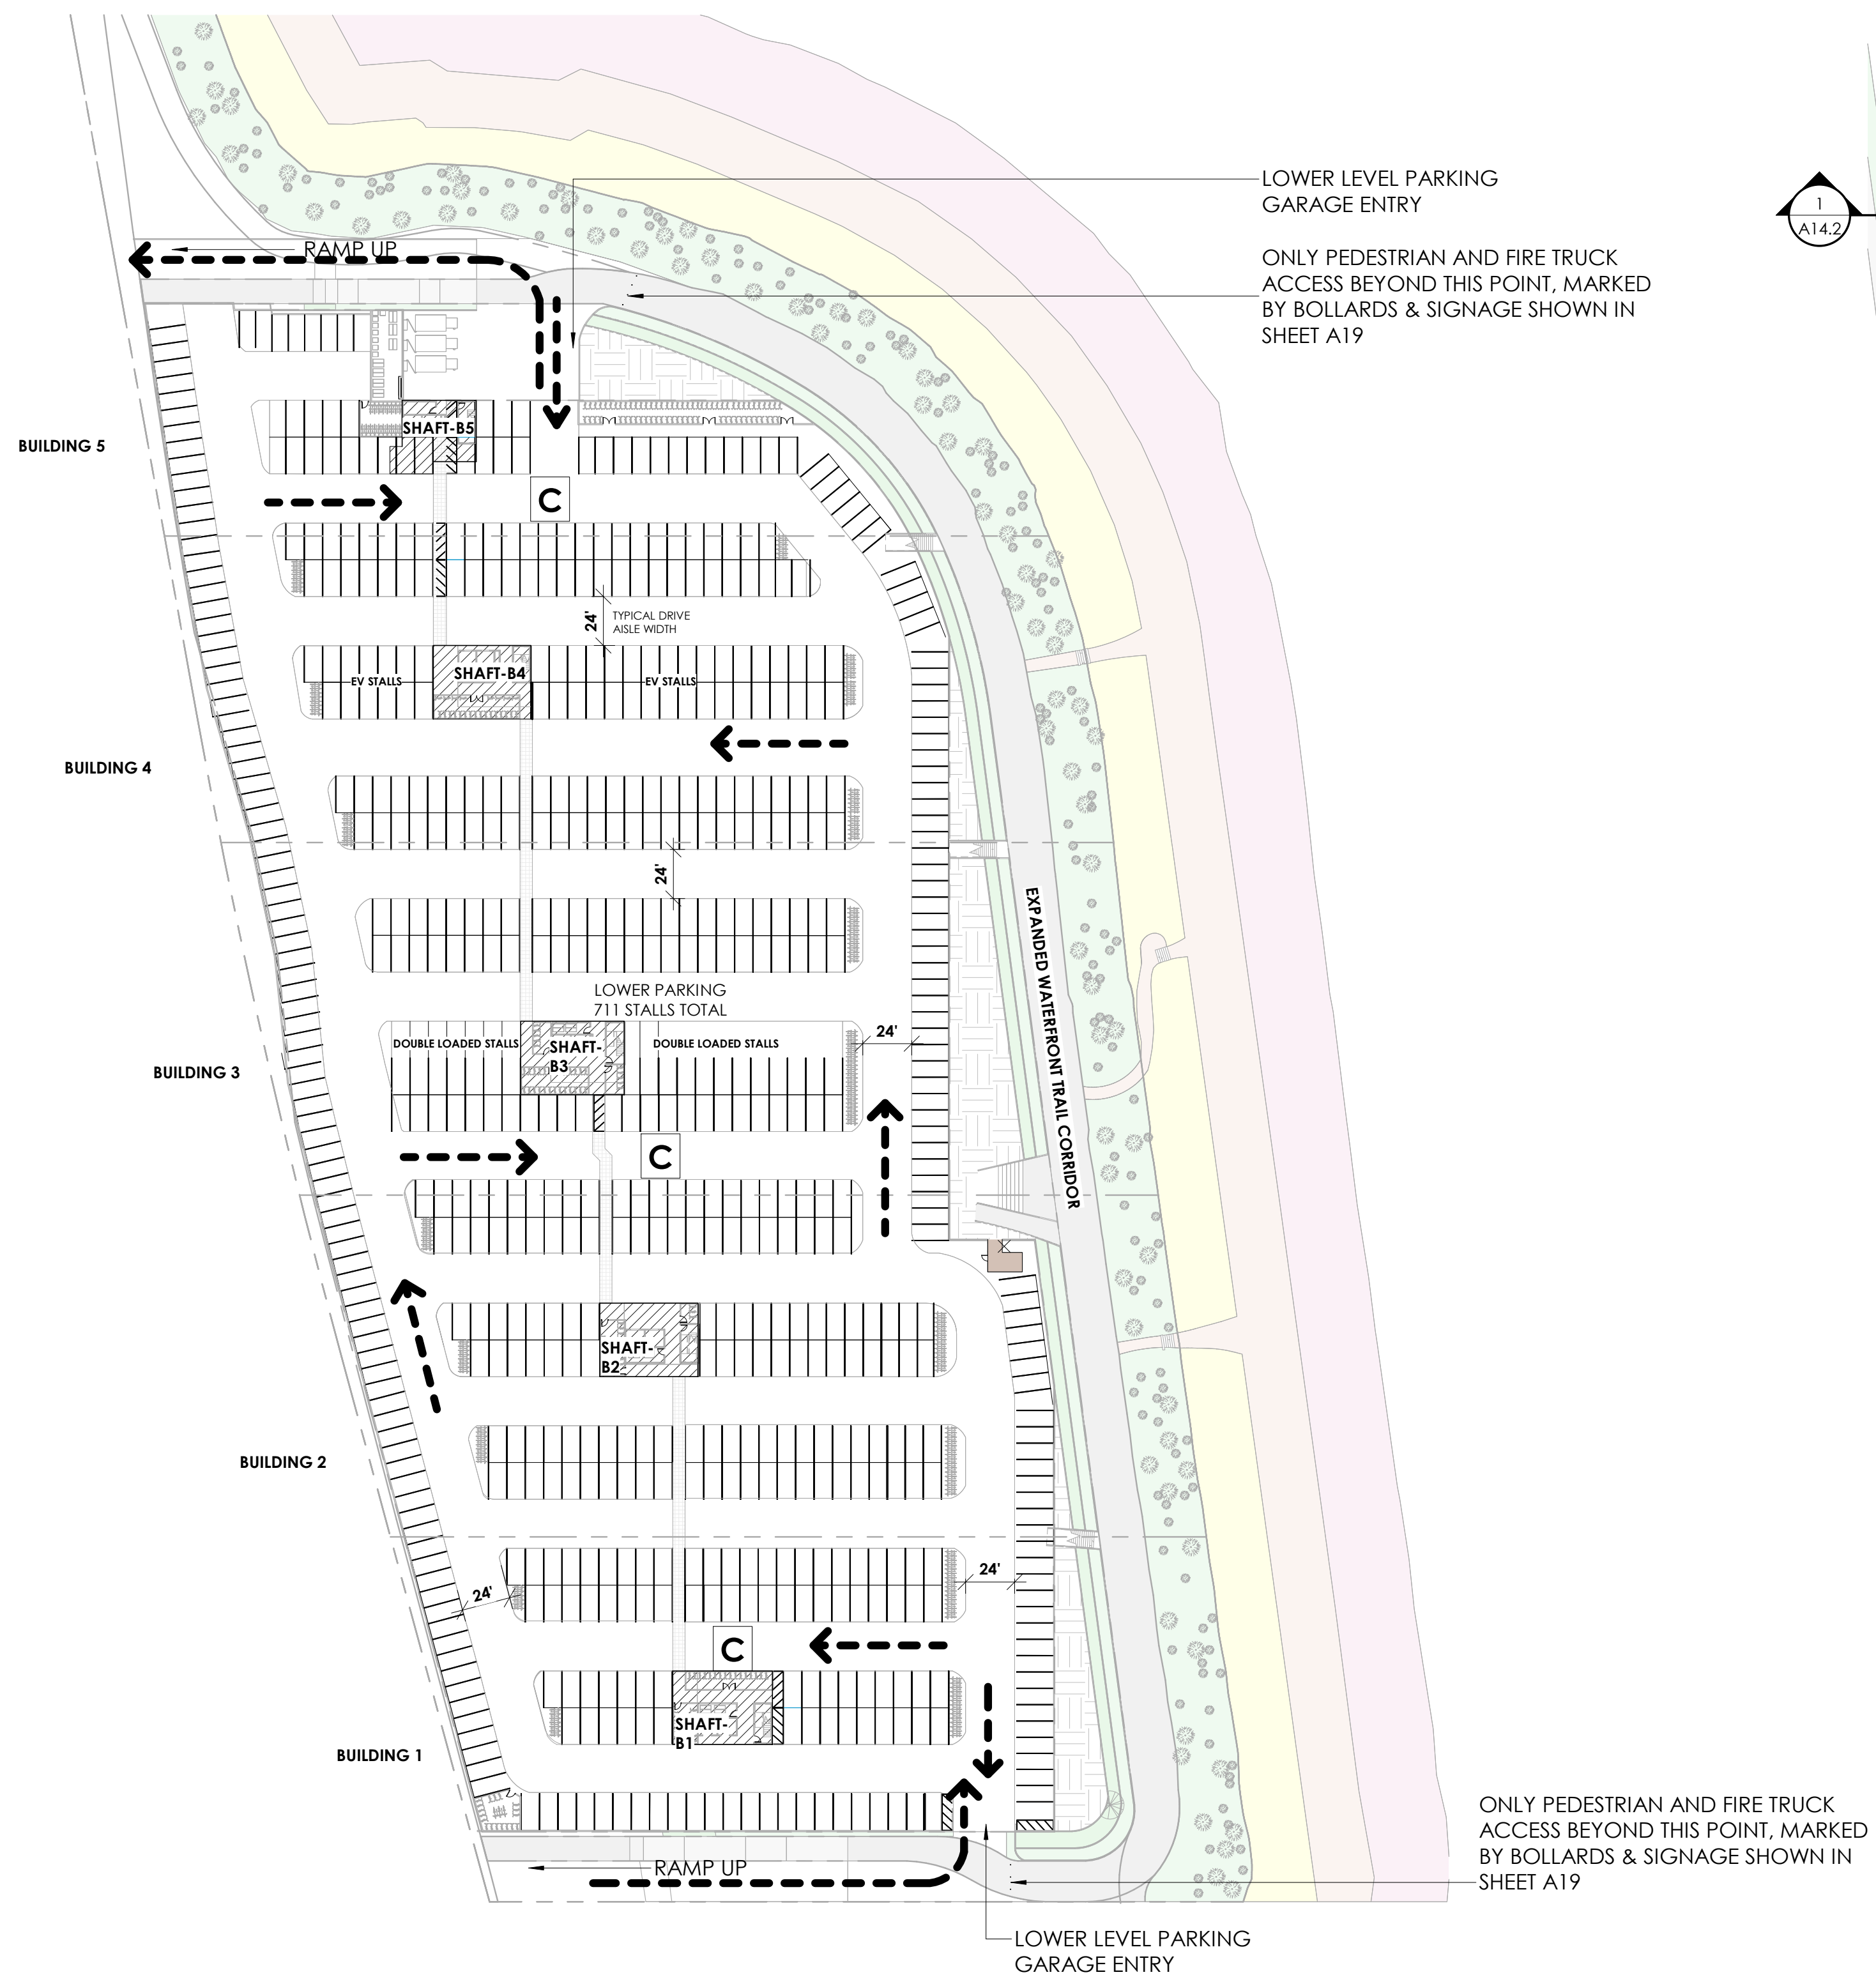 LOWER LEVEL PARKING
GARAGE ENTRY
1
A14.2
RAMP UP
ONLY PEDESTRIAN AND FIRE TRUCK
ACCESS BEYOND THIS POINT, MARKED
BY BOLLARDS & SIGNAGE SHOWN IN
SHEET A19
SHAFT-B5
BUILDING 5
C
24'
TYPICAL DRIVE
AISLE WIDTH
EV STALLS
SHAFT-B4
EV STALLS
BUILDING 4
24'
EXPANDED WATERFRONT TRAIL CORRIDOR
LOWER PARKING
711 STALLS TOTAL
DOUBLE LOADED STALLS
SHAFT-
B3
DOUBLE LOADED STALLS
24'
BUILDING 3
C
SHAFT-
B2
BUILDING 2
24'
24'
C
SHAFT-
B1
BUILDING 1
RAMP UP
ONLY PEDESTRIAN AND FIRE TRUCK
ACCESS BEYOND THIS POINT, MARKED
BY BOLLARDS & SIGNAGE SHOWN IN
SHEET A19
LOWER LEVEL PARKING
GARAGE ENTRY